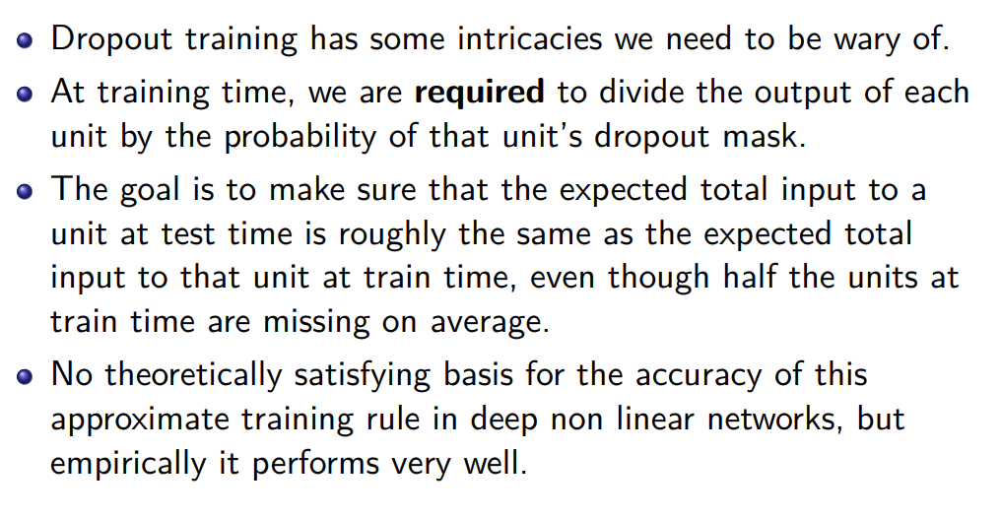 Dropout training has some intricacies we need to be wary of.
At training time, we are required to divide the output of each
unit by the probability of that unit's dropout mask.
The goal is to make sure that the expected total input to a
unit at test time is roughly the same as the expected total
input to that unit at train time, even though half the units at
train time are missing on average.
No theoretically satisfying basis for the accuracy of this
approximate training rule in deep non linear networks, but
empirically it performs very well.